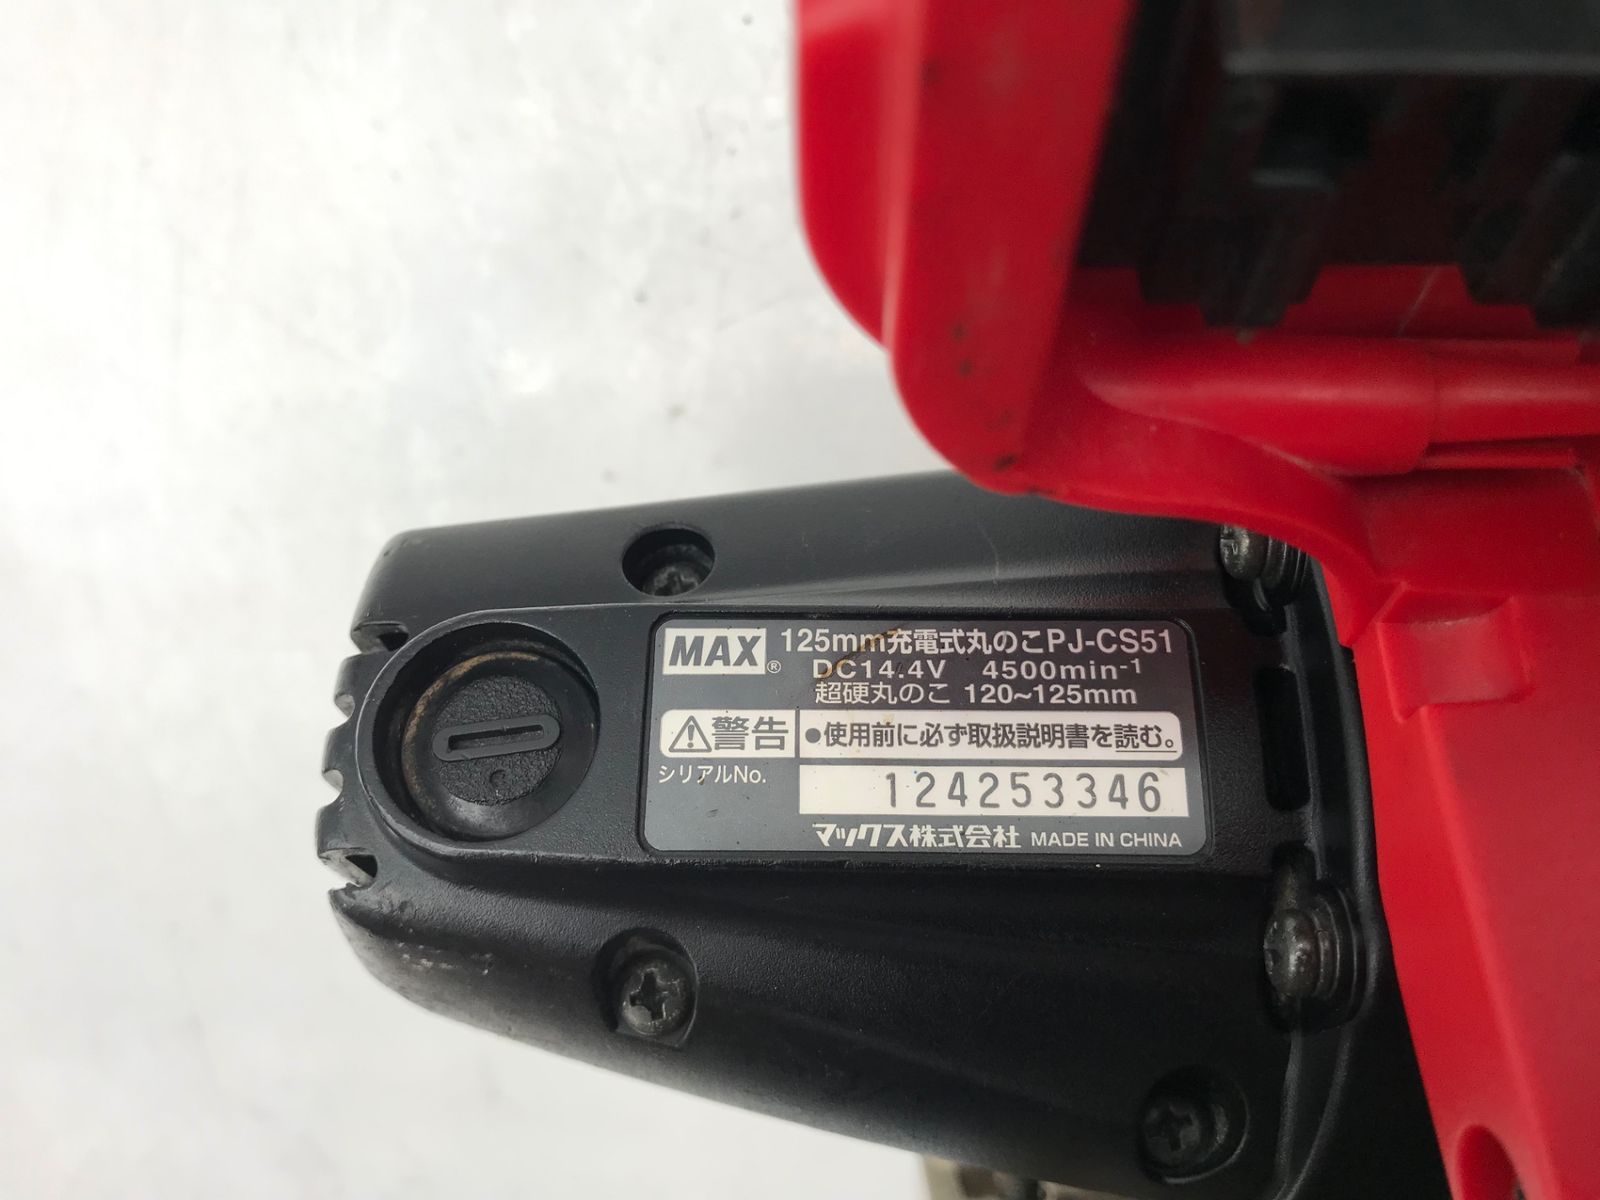 MAX® 125mm充電式丸のこPJ-CS51
DC14.4V 4500min-1
超硬丸のこ 120~125mm
警告 ●使用前に必ず取扱説明書を読む。
シリアルNo.
124253346
マックス株式会社 MADE IN CHINA